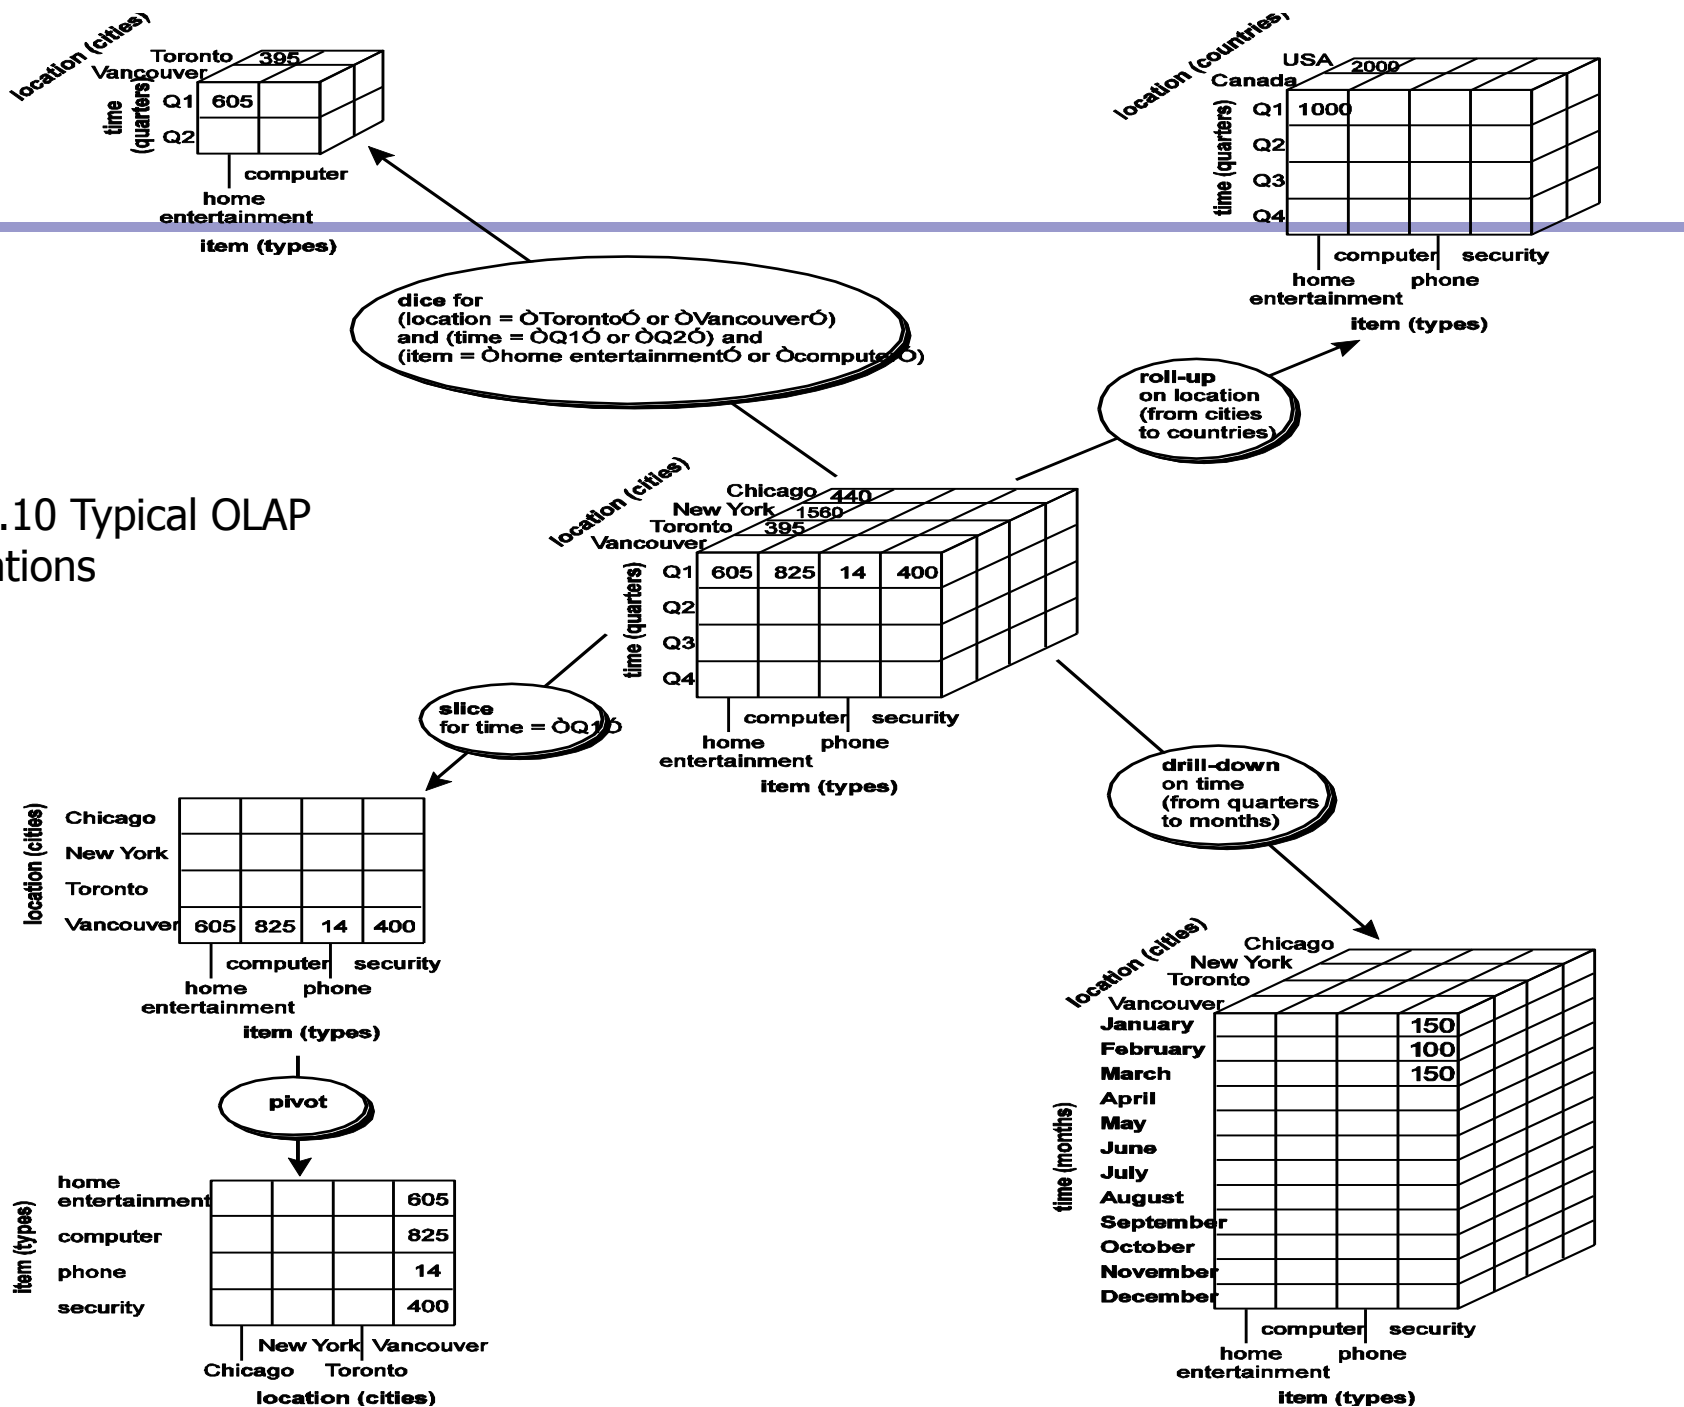 location (cities)
Toronto 395
Vancouver
time
(quarters)
Q1 605
Q2
computer
home
entertainment
item (types)
location (countries)
USA 2000
Canada
time (quarters)
Q1 1000
Q2
Q3
Q4
computer security
home phone
entertainment
item (types)
dice for
(location = ÒTorontoÓ or ÒVancouverÓ)
and (time = ÒQ1Ó or ÒQ2Ó) and
(item = Òhome entertainmentÓ or ÒcomputerÓ)
roll-up
on location
(from cities
to countries)
.10 Typical OLAP
ations
location (cities)
Chicago 440
New York 1560
Toronto 395
Vancouver
time (quarters)
Q1 605 825 14 400
Q2
Q3
Q4
computer security
home phone
entertainment
item (types)
slice
for time = ÒQ1Ó
drill-down
on time
(from quarters
to months)
location (cities)
Chicago
New York
Toronto
Vancouver 605 825 14 400
computer security
home phone
entertainment
item (types)
pivot
item (types)
home
entertainment 605
computer 825
phone 14
security 400
New York Vancouver
Chicago Toronto
location (cities)
location (cities)
Chicago
New York
Toronto
Vancouver
time (months)
January 150
February 100
March 150
April
May
June
July
August
September
October
November
December
computer security
home phone
entertainment
item (types)